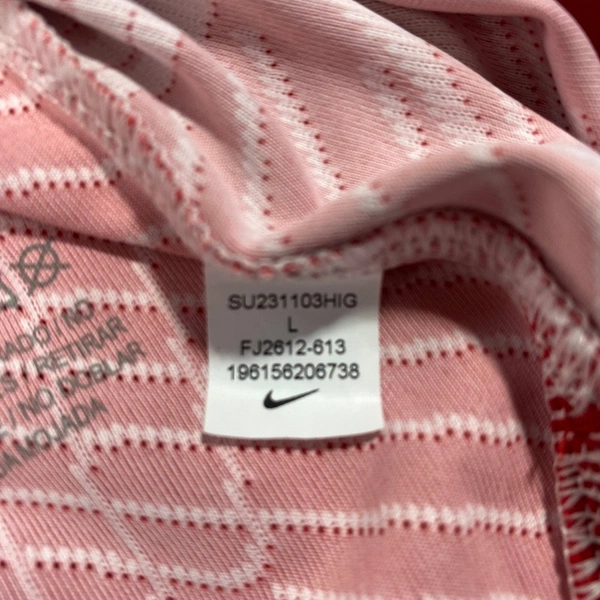 SU231103HIG
L
FJ2612-613
196156206738
ADO / NO
RETIRAR
/ NO DOBLAR
MOJADA